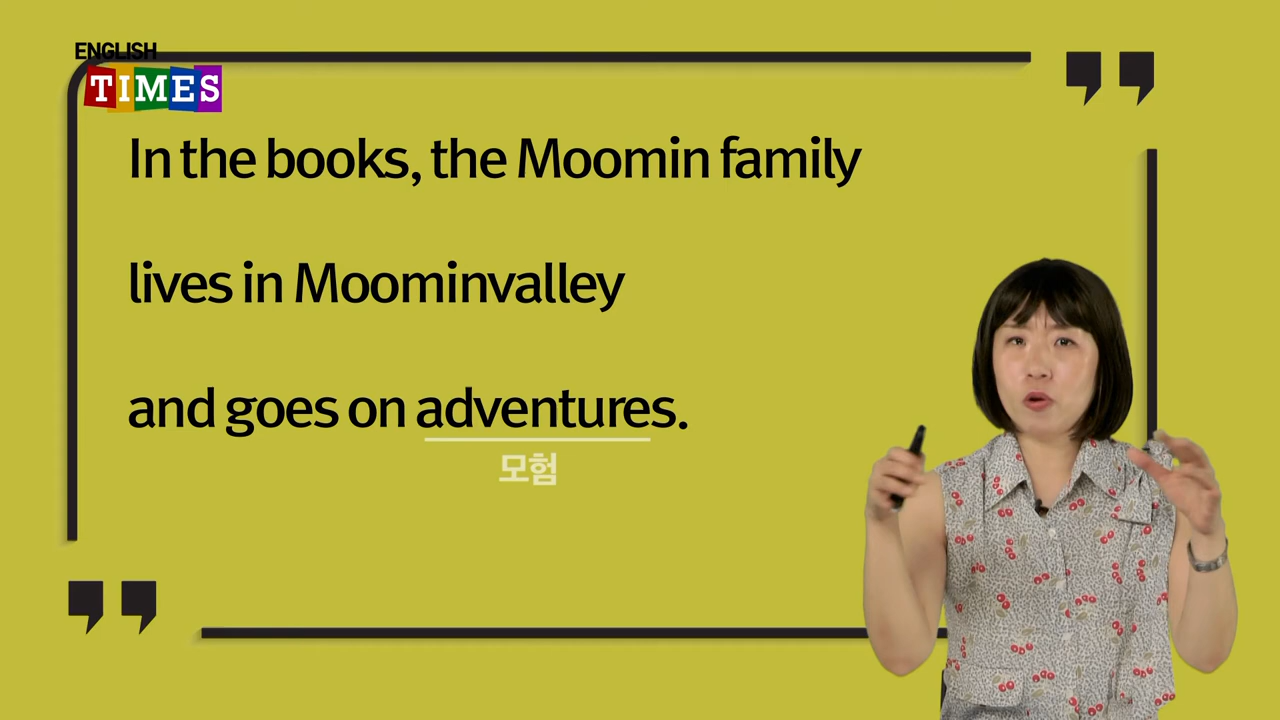 ENGLISH
TIMES
In the books, the Moomin family
lives in Moominvalley
and goes on adventures.
모험